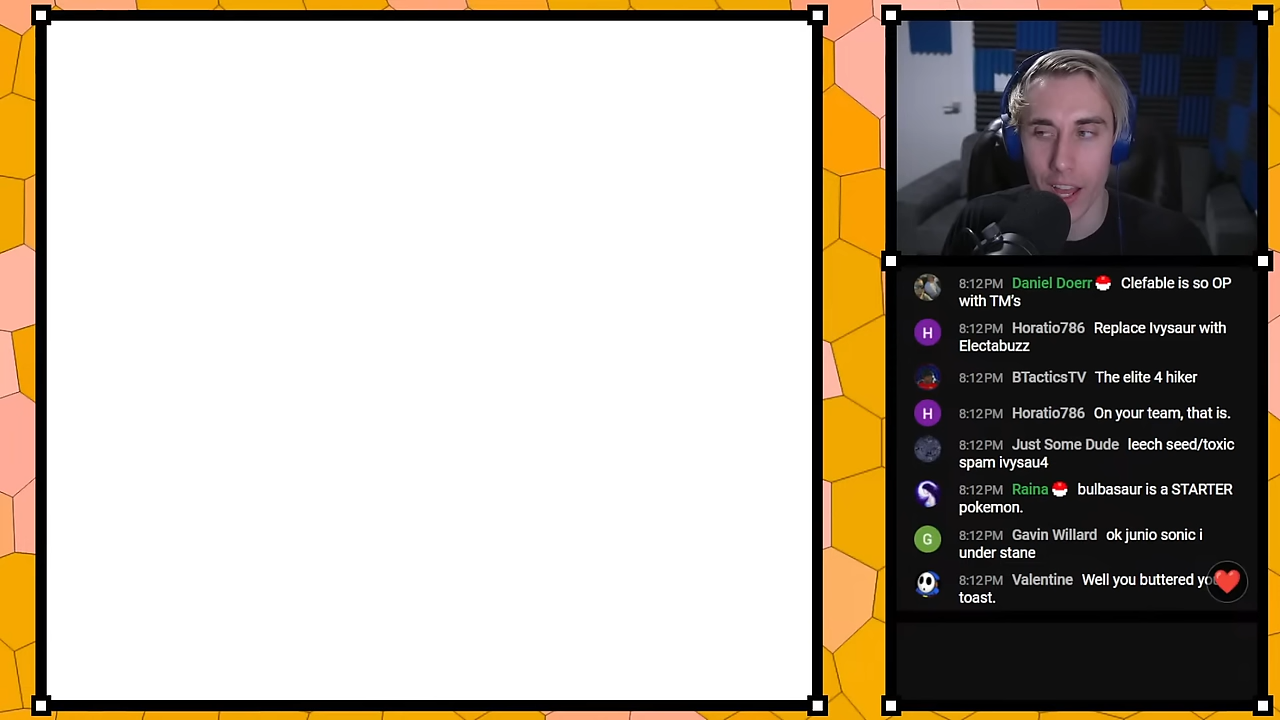 8:12PM Daniel Doerr Clefable is so OP
with TM's
H
8:12PM Horatio786 Replace Ivysaur with
Electabuzz
8:12PM BTacticsTV The elite 4 hiker
H
8:12PM Horatio786 On your team, that is.
8:12PM Just Some Dude leech seed/toxic
spam ivysau4
8:12PM Raina bulbasaur is a STARTER
pokemon.
G
8:12PM Gavin Willard ok junio sonic i
under stane
8:12PM Valentine Well you buttered
toast.